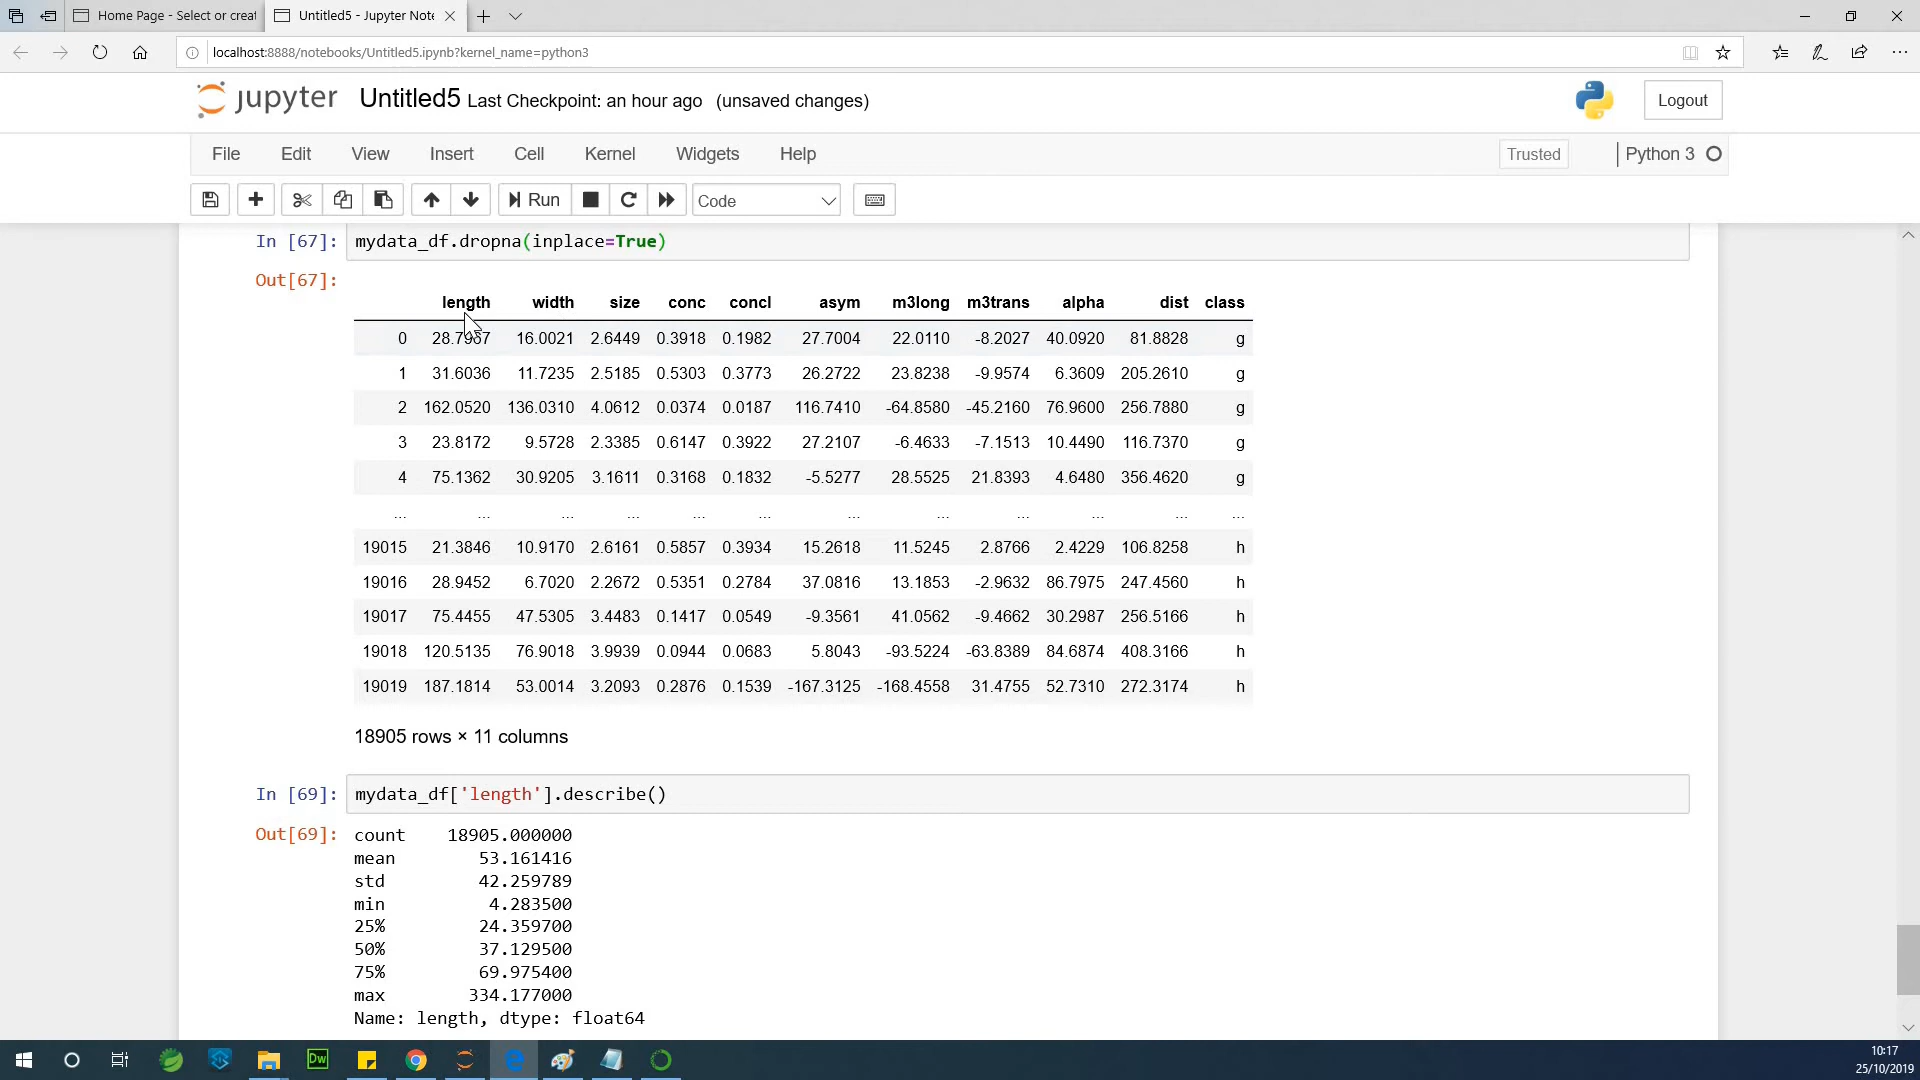 Home Page - Select or creat
Untitled5 - Jupyter Note
localhost:8888/notebooks/Untitled5.ipynb?kernel_name=python3
jupyter Untitled5 Last Checkpoint: an hour ago (unsaved changes)
Logout
File Edit View Insert Cell Kernel Widgets Help Trusted Python 3
Run Code
In [67]: mydata_df.dropna(inplace=True)
Out[67]:
length width size conc concl asym m3long m3trans alpha dist class
0 28.7967 16.0021 2.6449 0.3918 0.1982 27.7004 22.0110 -8.2027 40.0920 81.8828 g
1 31.6036 11.7235 2.5185 0.5303 0.3773 26.2722 23.8238 -9.9574 6.3609 205.2610 g
2 162.0520 136.0310 4.0612 0.0374 0.0187 116.7410 -64.8580 -45.2160 76.9600 256.7880 g
3 23.8172 9.5728 2.3385 0.6147 0.3922 27.2107 -6.4633 -7.1513 10.4490 116.7370 g
4 75.1362 30.9205 3.1611 0.3168 0.1832 -5.5277 28.5525 21.8393 4.6480 356.4620 g
... ... ... ... ... ... ... ... ... ... ... ...
19015 21.3846 10.9170 2.6161 0.5857 0.3934 15.2618 11.5245 2.8766 2.4229 106.8258 h
19016 28.9452 6.7020 2.2672 0.5351 0.2784 37.0816 13.1853 -2.9632 86.7975 247.4560 h
19017 75.4455 47.5305 3.4483 0.1417 0.0549 -9.3561 41.0562 -9.4662 30.2987 256.5166 h
19018 120.5135 76.9018 3.9939 0.0944 0.0683 5.8043 -93.5224 -63.8389 84.6874 408.3166 h
19019 187.1814 53.0014 3.2093 0.2876 0.1539 -167.3125 -168.4558 31.4755 52.7310 272.3174 h
18905 rows × 11 columns
In [69]: mydata_df['length'].describe()
Out[69]: count 18905.000000
mean 53.161416
std 42.259789
min 4.283500
25% 24.359700
50% 37.129500
75% 69.975400
max 334.177000
Name: length, dtype: float64
Dw
10:17
25/10/2019